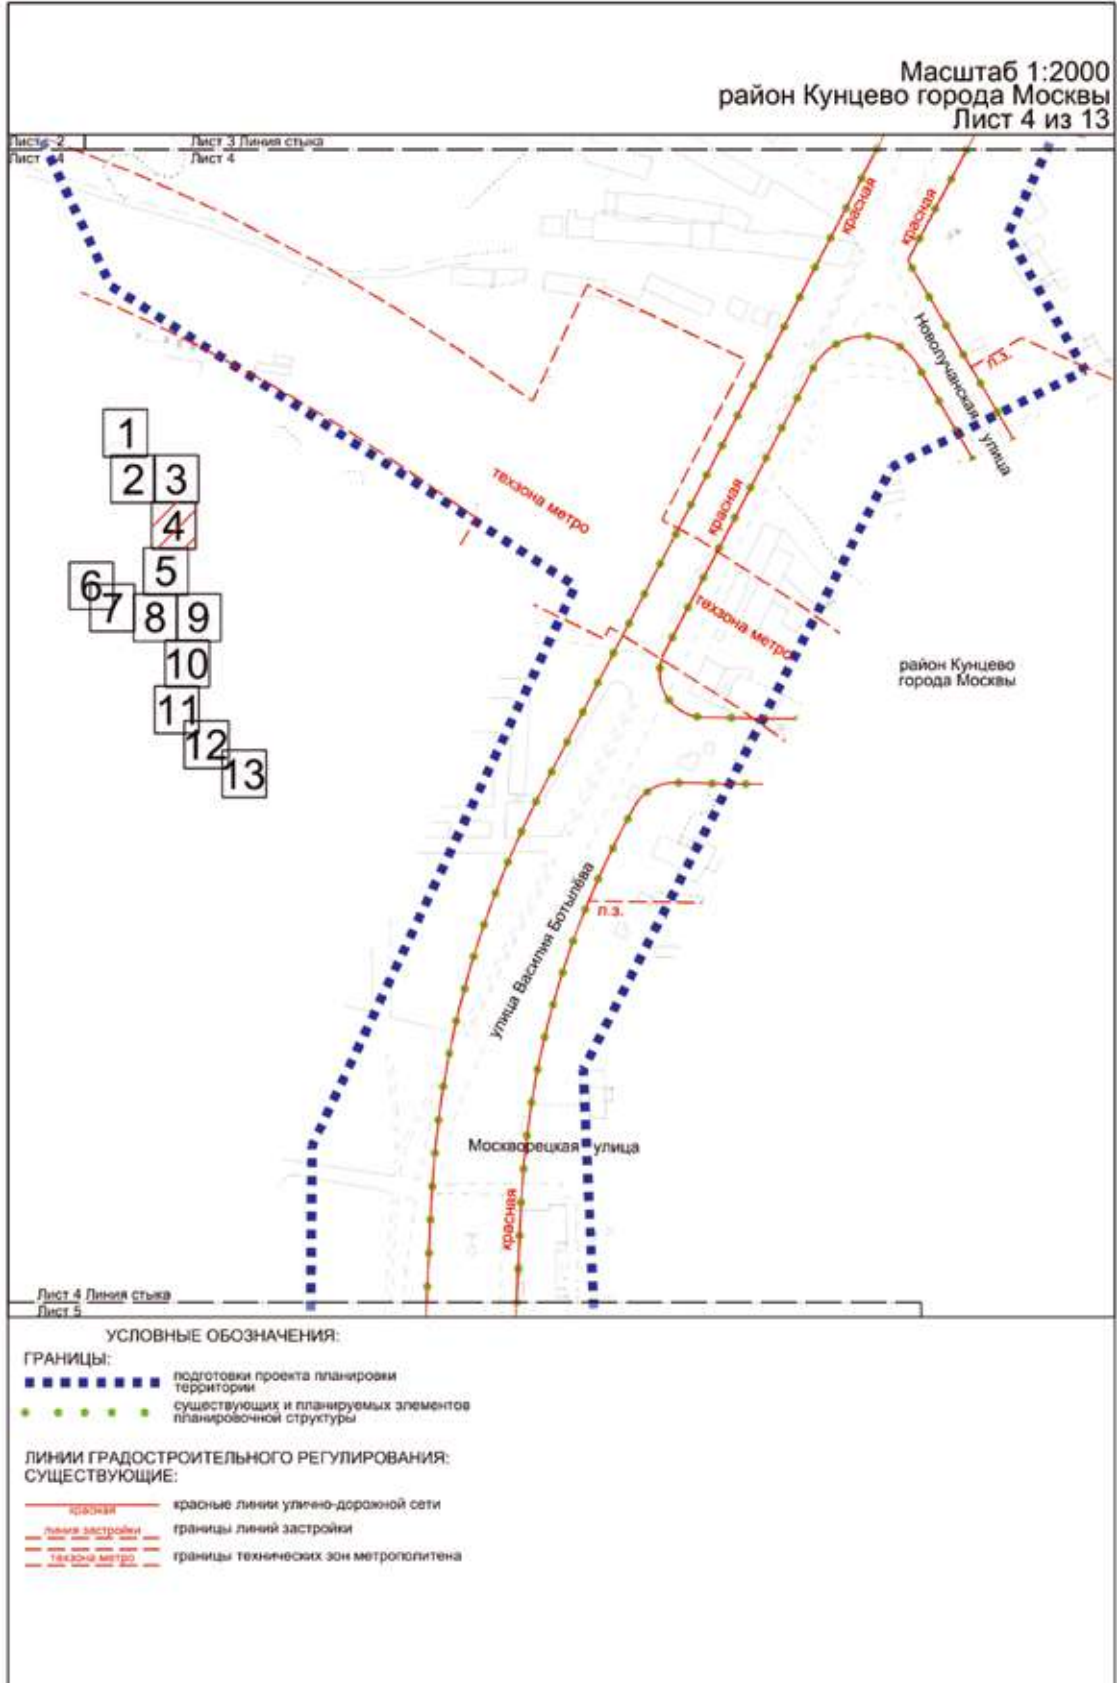 Масштаб 1:2000
район Кунцево города Москвы
Лист 4 из 13
Лист 2
Лист 3 Линия стыка
Лист 4
Лист 4
красная
красная
Новолучанская улица
л.з.
техзона метро
красная
техзона метро
район Кунцево
города Москвы
1
2
3
4
5
6
7
8
9
10
11
12
13
улица Василия Ботылёва
л.з.
Москворецкая улица
красная
Лист 4 Линия стыка
Лист 5
УСЛОВНЫЕ ОБОЗНАЧЕНИЯ:
ГРАНИЦЫ:
подготовки проекта планировки
территории
существующих и планируемых элементов
планировочной структуры
ЛИНИИ ГРАДОСТРОИТЕЛЬНОГО РЕГУЛИРОВАНИЯ:
СУЩЕСТВУЮЩИЕ:
красная
красные линии улично-дорожной сети
линия застройки
границы линий застройки
техзона метро
границы технических зон метрополитена